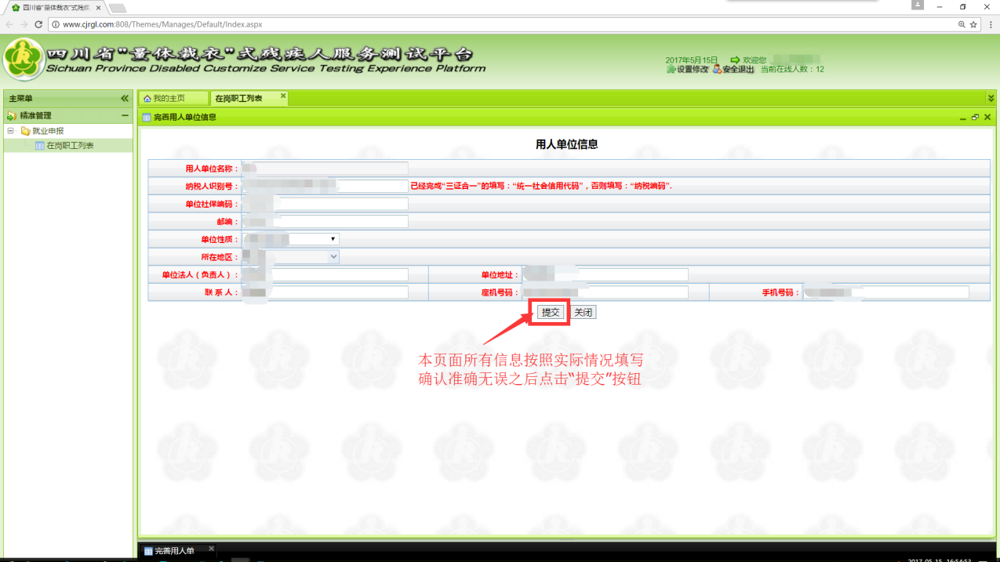 四川省"量体裁衣"式残疾
www.cjrgl.com:808/Themes/Manages/Default/Index.aspx
四川省"量体裁衣"式残疾人服务测试平台
Sichuan Province Disabled Customize Service Testing Experience Platform
2017年5月15日 欢迎您
设置修改 安全退出 当前在线人数：12
主菜单
我的主页 在岗职工列表
精准管理
完善用人单位信息
就业申报
在岗职工列表
用人单位信息
用人单位名称：
纳税人识别号： 已经完成“三证合一”的填写：“统一社会信用代码”，否则填写：“纳税编码”.
单位社保编码：
邮编：
单位性质：
所在地区：
单位法人（负责人）： 单位地址：
联 系 人： 座机号码： 手机号码：
提交 关闭
本页面所有信息按照实际情况填写
确认准确无误之后点击“提交”按钮
完善用人单
2017-05-15 16:54:53